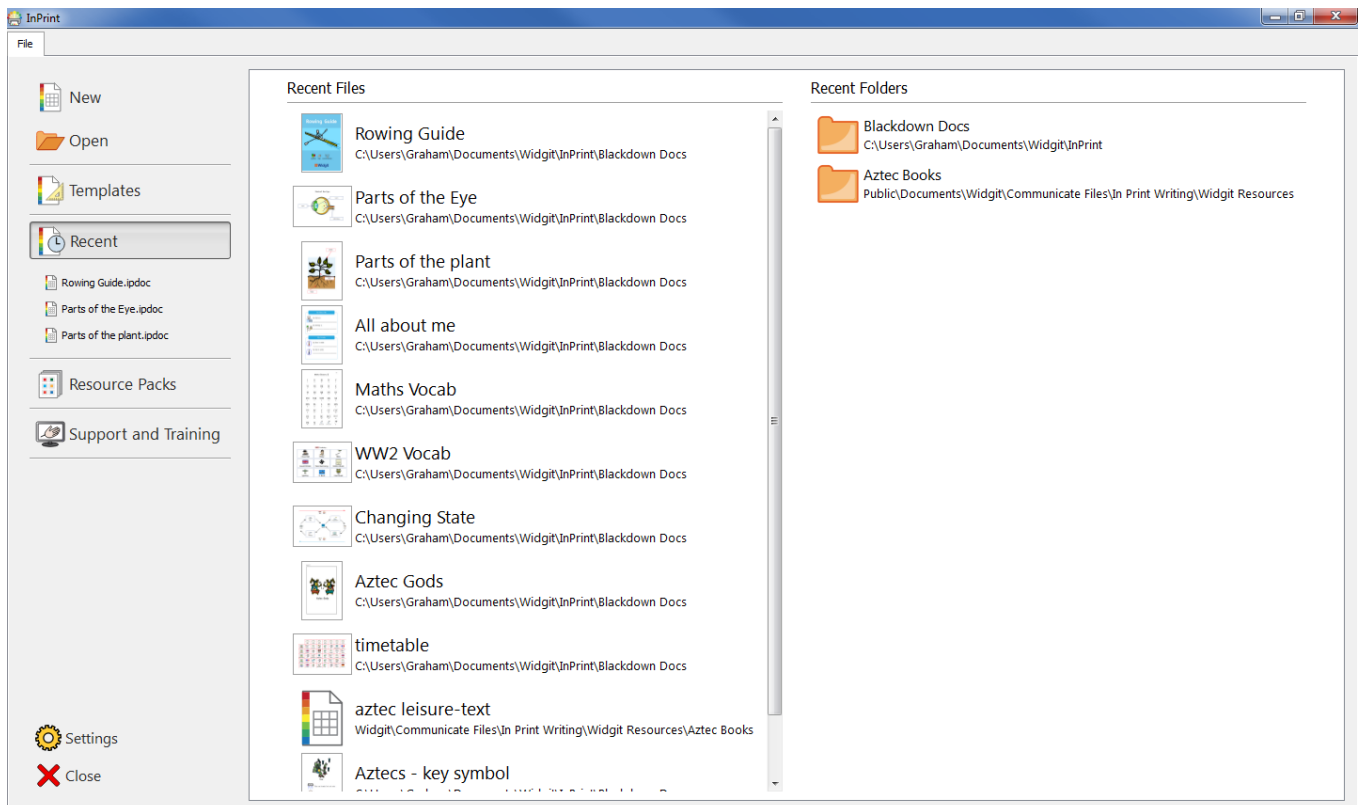 InPrint
File
New
Open
Templates
Recent
Rowing Guide.ipdoc
Parts of the Eye.ipdoc
Parts of the plant.ipdoc
Resource Packs
Support and Training
Settings
Close
Recent Files
Rowing Guide
C:\Users\Graham\Documents\Widgit\InPrint\Blackdown Docs
Parts of the Eye
C:\Users\Graham\Documents\Widgit\InPrint\Blackdown Docs
Parts of the plant
C:\Users\Graham\Documents\Widgit\InPrint\Blackdown Docs
All about me
C:\Users\Graham\Documents\Widgit\InPrint\Blackdown Docs
Maths Vocab
C:\Users\Graham\Documents\Widgit\InPrint\Blackdown Docs
WW2 Vocab
C:\Users\Graham\Documents\Widgit\InPrint\Blackdown Docs
Changing State
C:\Users\Graham\Documents\Widgit\InPrint\Blackdown Docs
Aztec Gods
C:\Users\Graham\Documents\Widgit\InPrint\Blackdown Docs
timetable
C:\Users\Graham\Documents\Widgit\InPrint\Blackdown Docs
aztec leisure-text
Widgit\Communicate Files\In Print Writing\Widgit Resources\Aztec Books
Aztecs - key symbol
Recent Folders
Blackdown Docs
C:\Users\Graham\Documents\Widgit\InPrint
Aztec Books
Public\Documents\Widgit\Communicate Files\In Print Writing\Widgit Resources